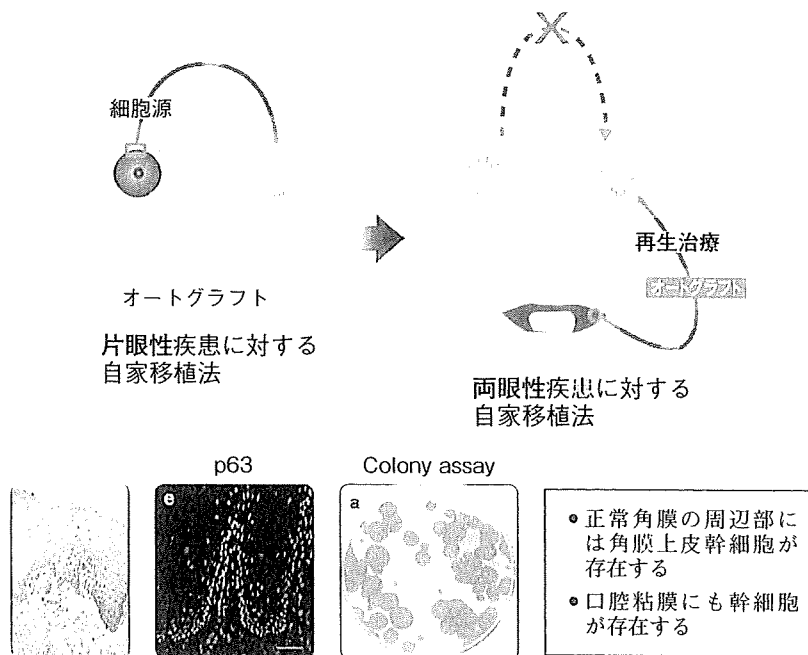 細胞源
オートグラフト
片眼性疾患に対する
自家移植法
再生治療
オートグラフト
両眼性疾患に対する
自家移植法
p63
e
Colony assay
a
• 正常角膜の周辺部に
は角膜上皮幹細胞が
存在する
• 口腔粘膜にも幹細胞
が存在する